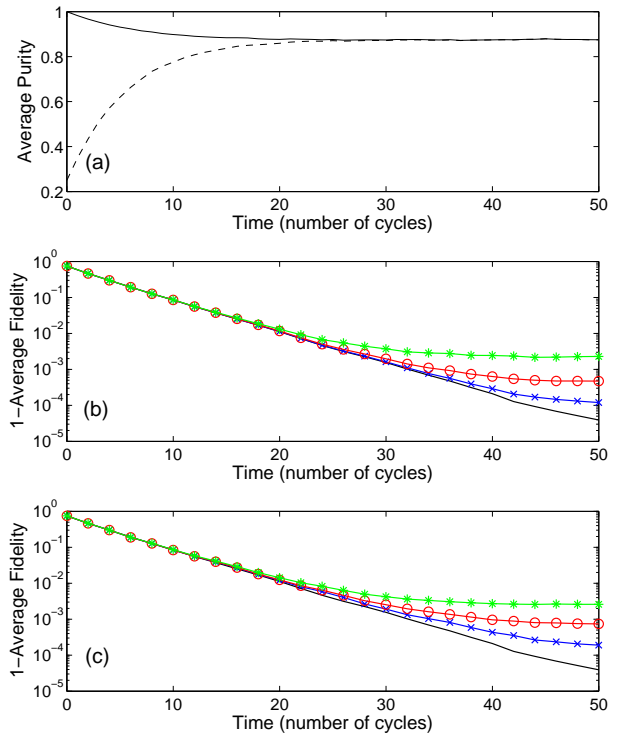 1
0.8
0.6
0.4
0.2
Average Purity
(a)
0 10 20 30 40 50
Time (number of cycles)
10^0
10^-1
10^-2
10^-3
10^-4
10^-5
1−Average Fidelity
(b)
0 10 20 30 40 50
Time (number of cycles)
10^0
10^-1
10^-2
10^-3
10^-4
10^-5
1−Average Fidelity
(c)
0 10 20 30 40 50
Time (number of cycles)